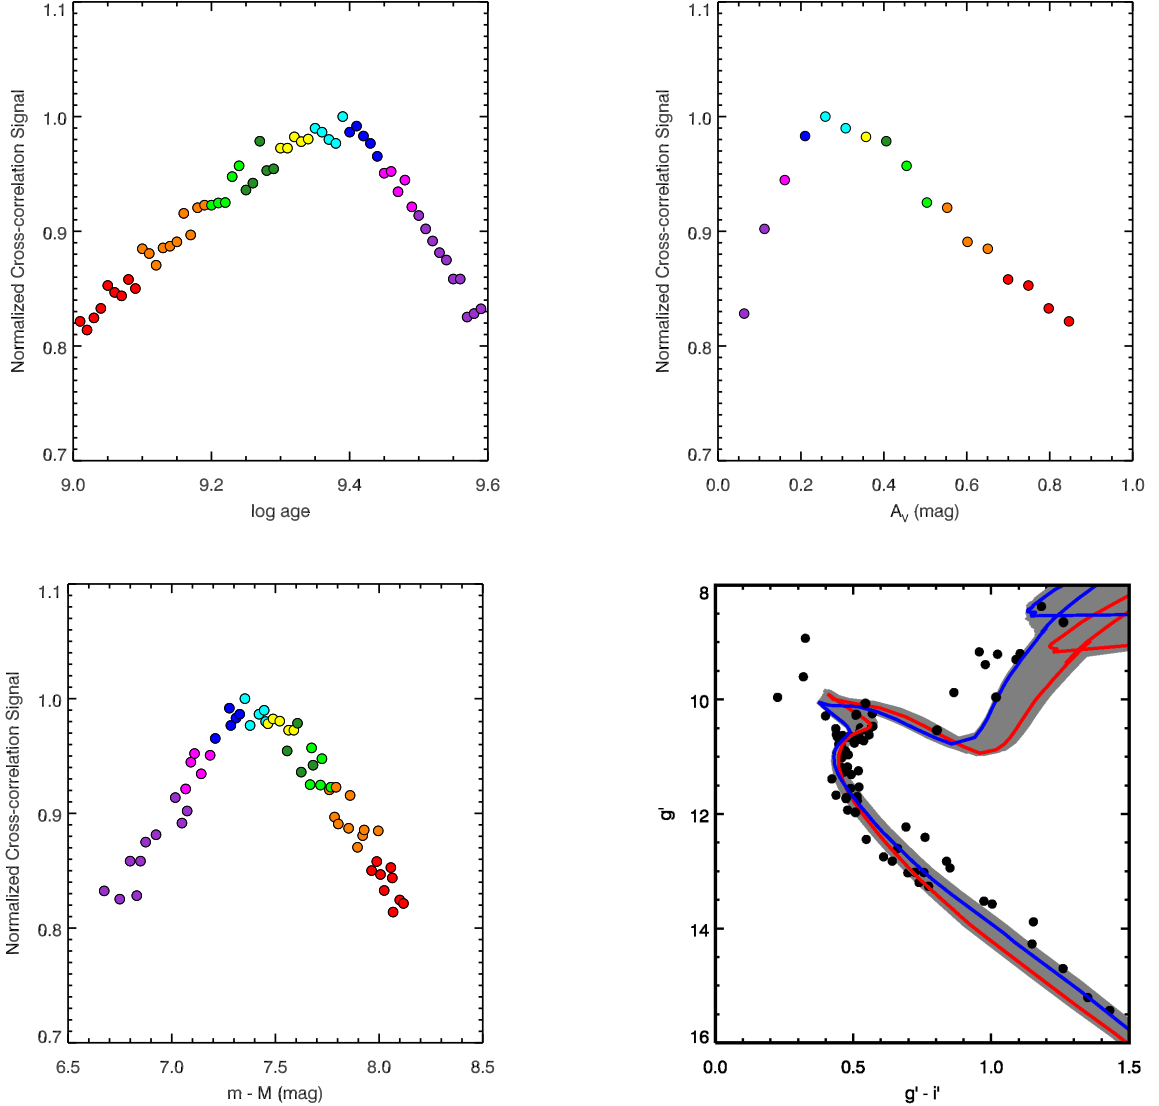 1.1
1.0
0.9
0.8
0.7
Normalized Cross-correlation Signal
9.0 9.2 9.4 9.6
log age
1.1
1.0
0.9
0.8
0.7
Normalized Cross-correlation Signal
0.0 0.2 0.4 0.6 0.8 1.0
AV (mag)
1.1
1.0
0.9
0.8
0.7
Normalized Cross-correlation Signal
6.5 7.0 7.5 8.0 8.5
m - M (mag)
8
10
12
14
16
g'
0.0 0.5 1.0 1.5
g' - i'